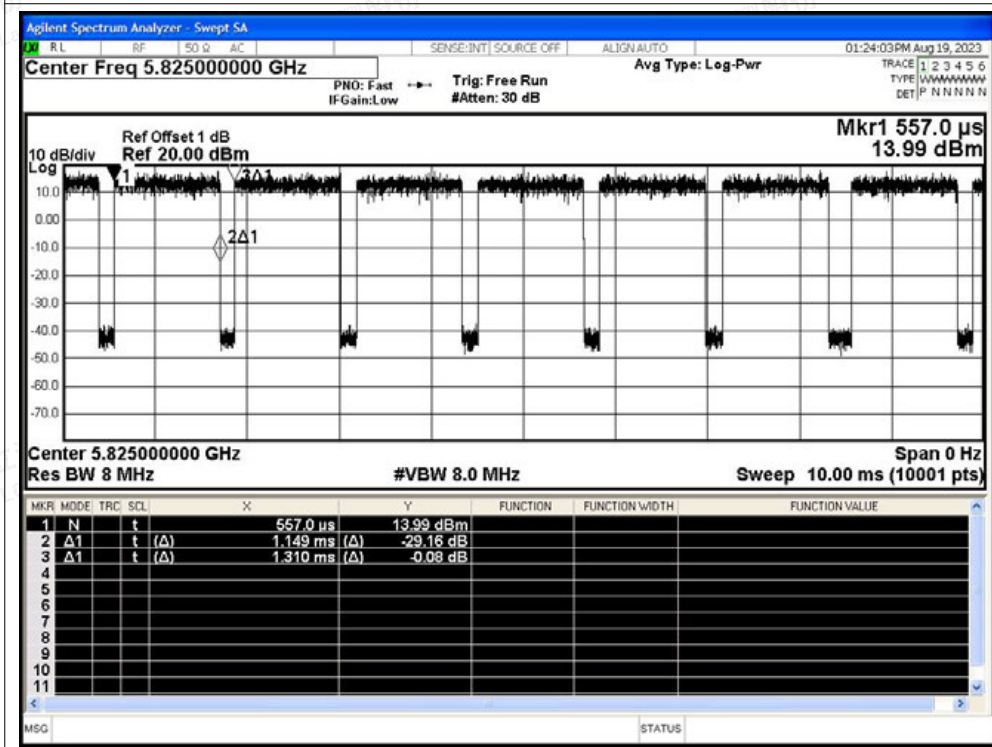 Agilent Spectrum Analyzer - Swept SA
RL RF 50 Ω AC SENSE:INT SOURCE OFF ALIGN AUTO 01:24:03 PM Aug 19, 2023
Center Freq 5.825000000 GHz
PNO: Fast
IFGain:Low
Trig: Free Run
#Atten: 30 dB
Avg Type: Log-Pwr
TRACE 1 2 3 4 5 6
TYPE WWWWWW
DET P N N N N N
Ref Offset 1 dB
10 dB/div Ref 20.00 dBm
Mkr1 557.0 µs
13.99 dBm
Log
1
3Δ1
10.0
0.00
2Δ1
-10.0
-20.0
-30.0
-40.0
-50.0
-60.0
-70.0
Center 5.825000000 GHz Span 0 Hz
Res BW 8 MHz #VBW 8.0 MHz Sweep 10.00 ms (10001 pts)
MKR MODE TRC SCL X Y FUNCTION FUNCTION WIDTH FUNCTION VALUE
1 N t 557.0 µs 13.99 dBm
2 Δ1 t (Δ) 1.149 ms (Δ) -29.16 dB
3 Δ1 t (Δ) 1.310 ms (Δ) -0.08 dB
4
5
6
7
8
9
10
11
MSG STATUS